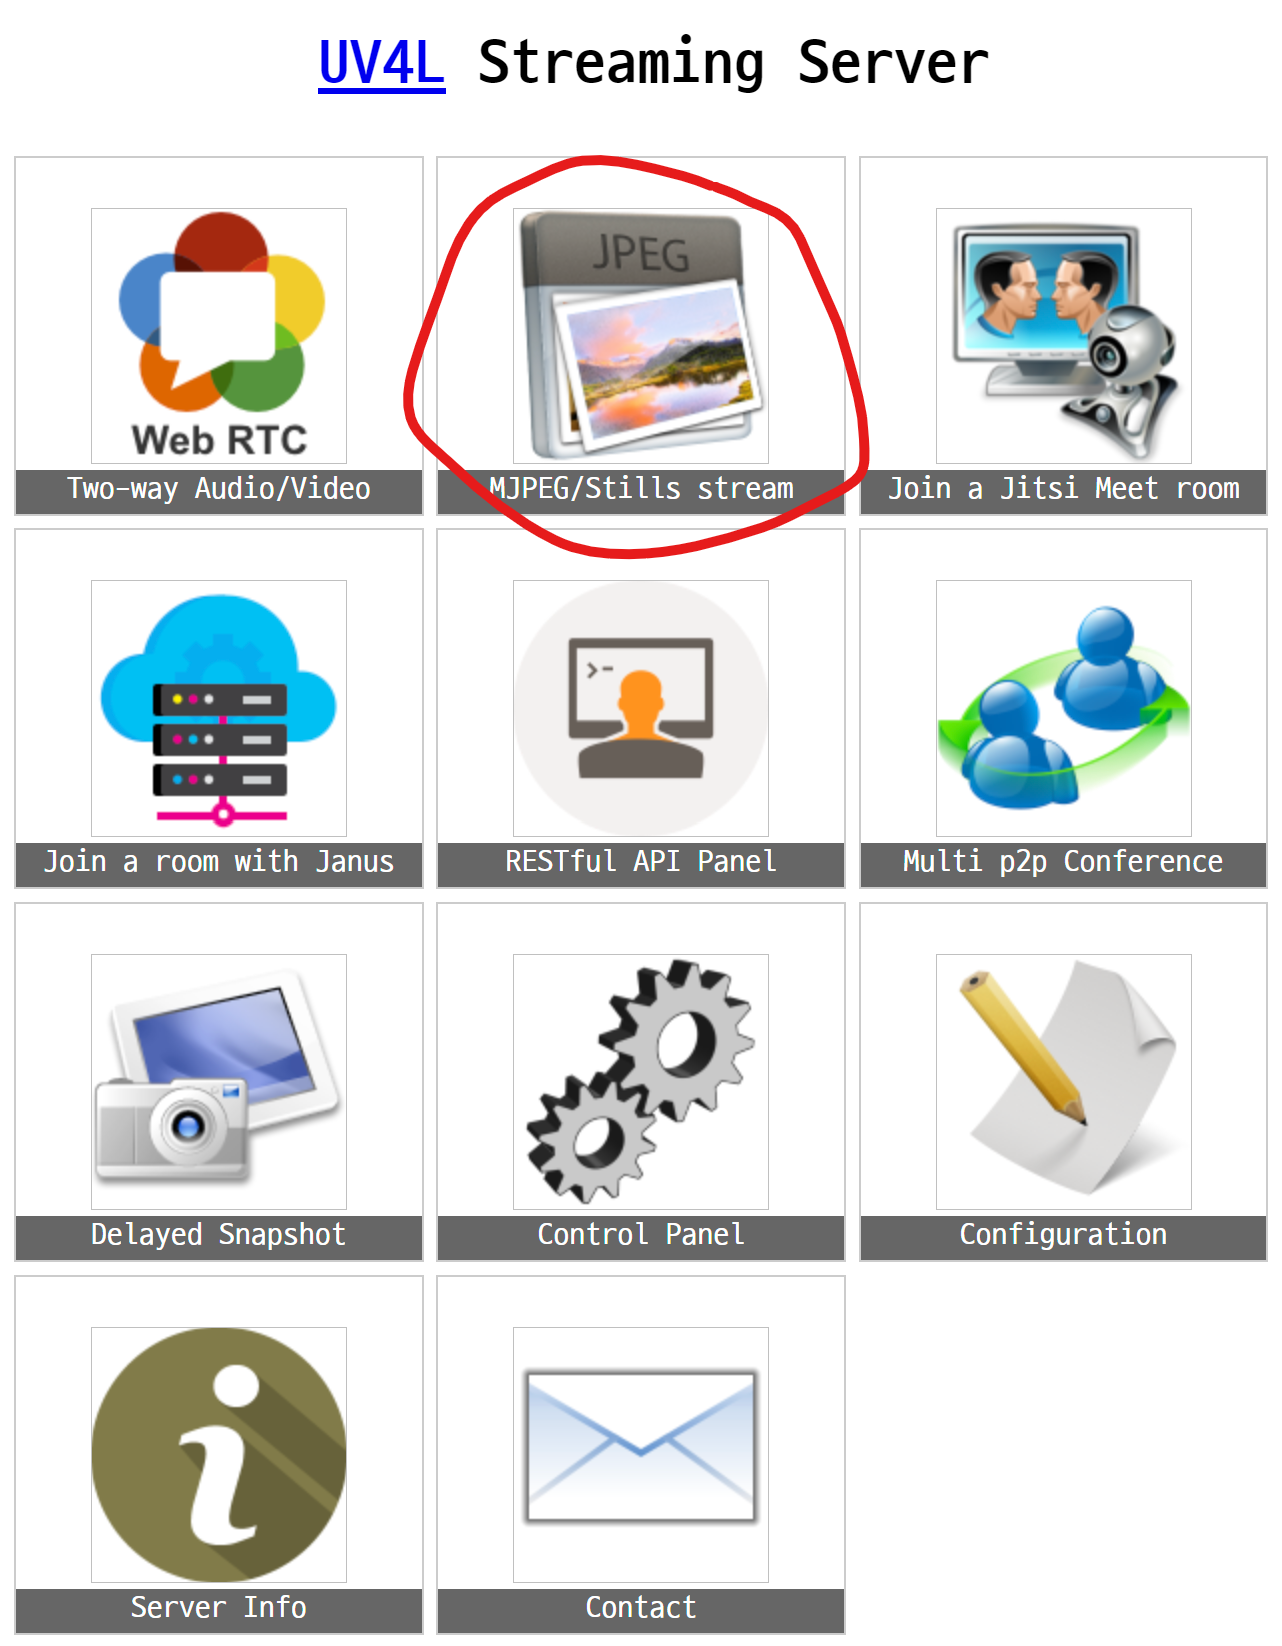 UV4L Streaming Server
JPEG
Web RTC
Two-way Audio/Video
MJPEG/Stills stream
Join a Jitsi Meet room
>-
Join a room with Janus
RESTful API Panel
Multi p2p Conference
Delayed Snapshot
Control Panel
Configuration
i
Server Info
Contact